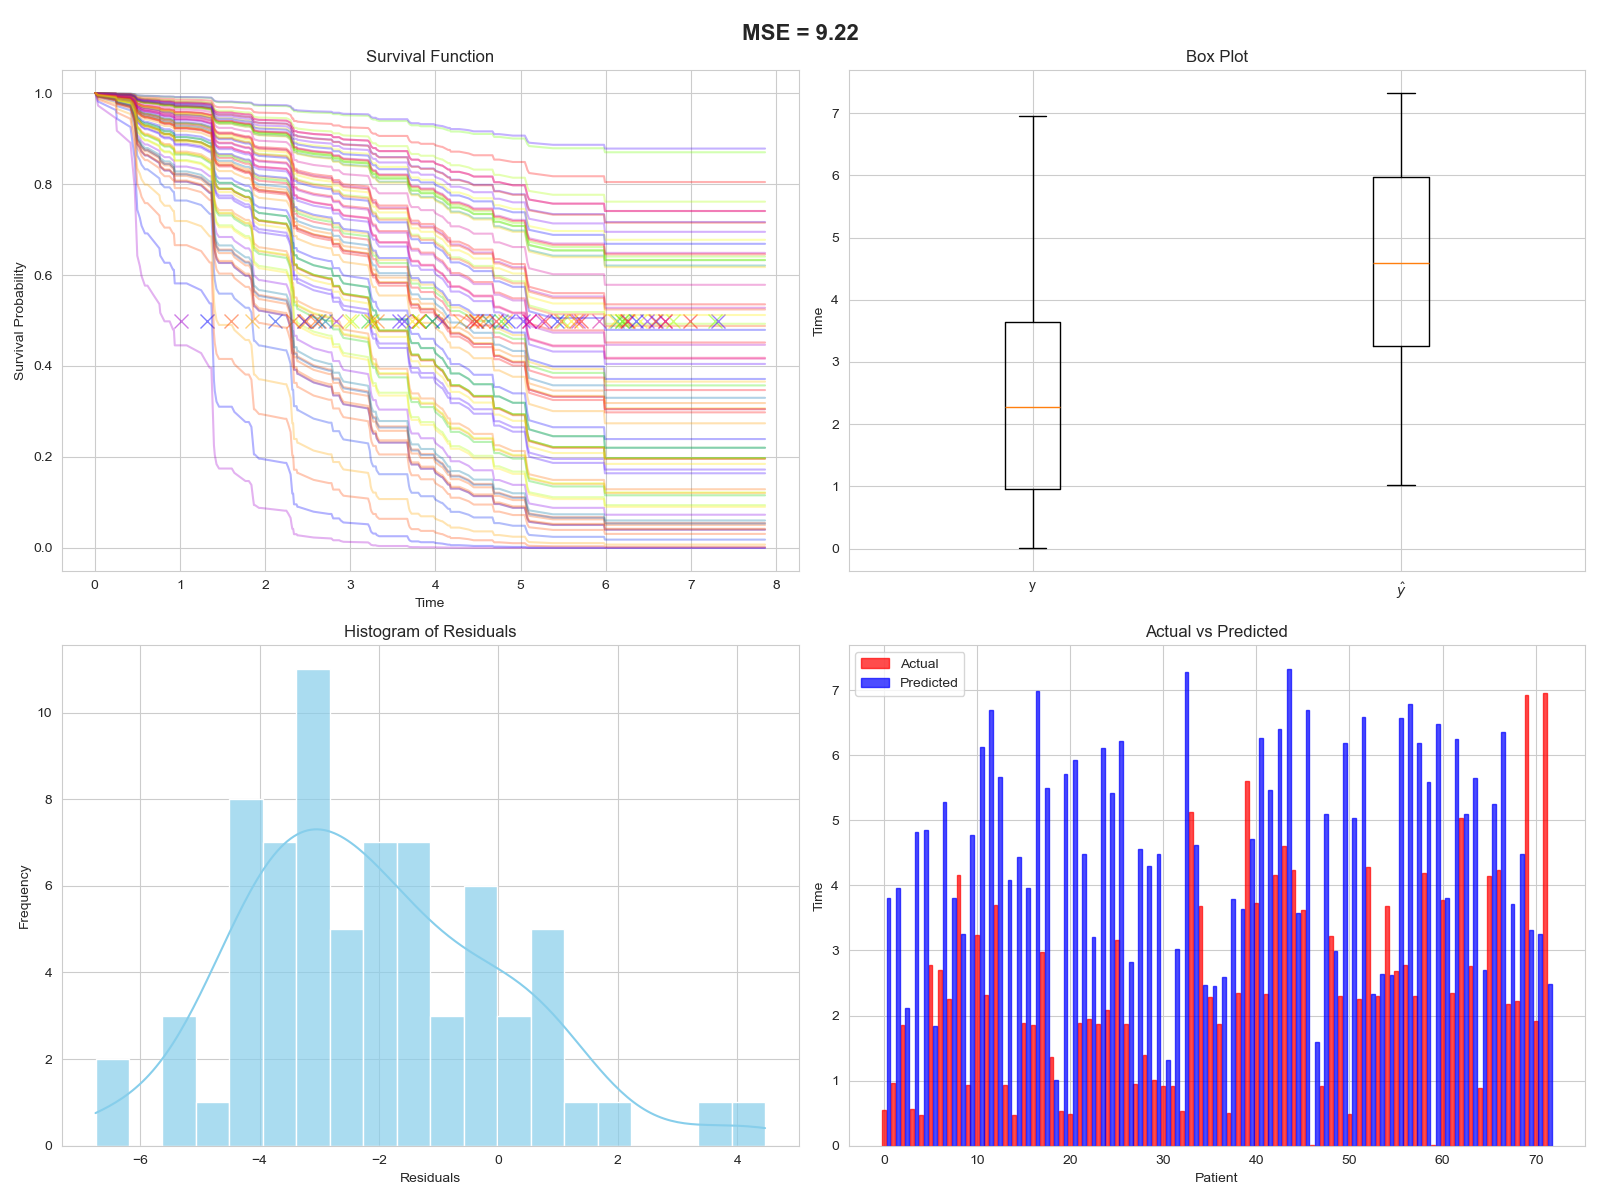 MSE = 9.22
Survival Function
Survival Probability
1.0
0.8
0.6
0.4
0.2
0.0
0 1 2 3 4 5 6 7 8
Time
Box Plot
Time
7
6
5
4
3
2
1
0
y ŷ
Histogram of Residuals
Frequency
10
8
6
4
2
0
−6 −4 −2 0 2 4
Residuals
Actual vs Predicted
Actual
Predicted
Time
7
6
5
4
3
2
1
0
0 10 20 30 40 50 60 70
Patient